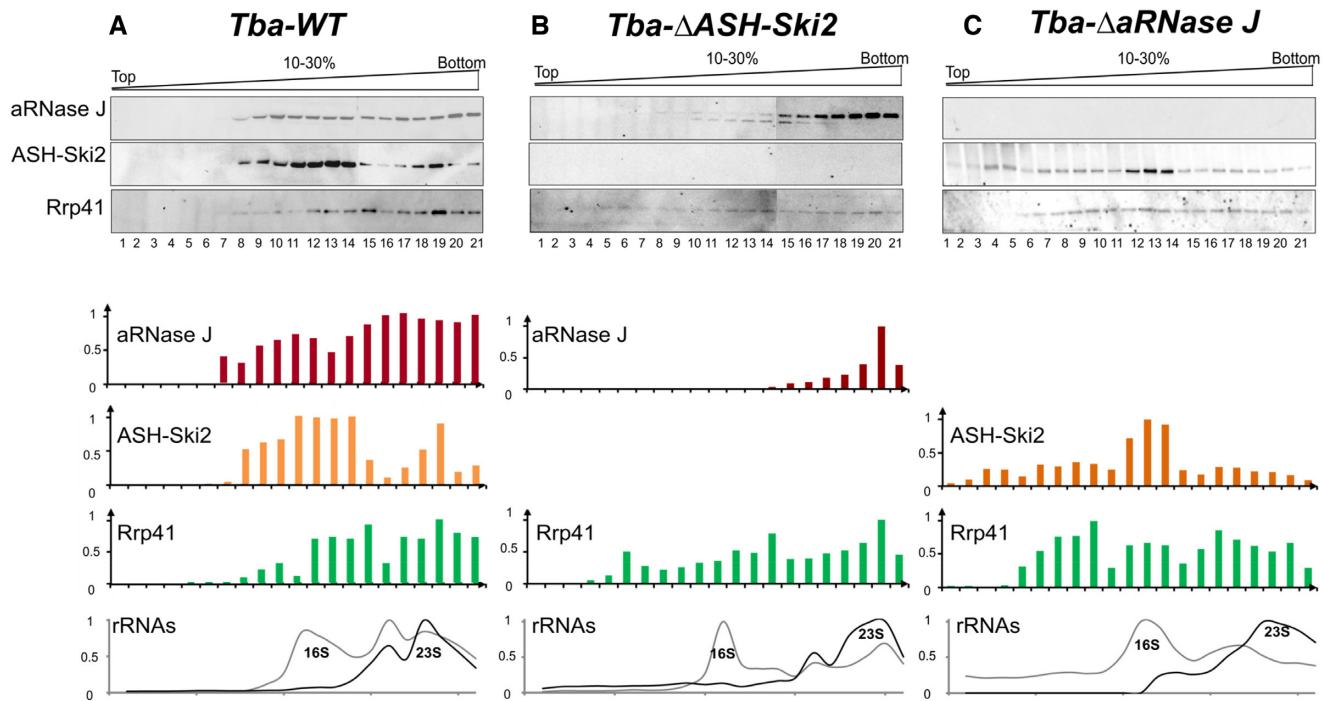 A Tba-WT
Top 10-30% Bottom
aRNase J
ASH-Ski2
Rrp41
1 2 3 4 5 6 7 8 9 10 11 12 13 14 15 16 17 18 19 20 21
B Tba-ΔASH-Ski2
Top 10-30% Bottom
1 2 3 4 5 6 7 8 9 10 11 12 13 14 15 16 17 18 19 20 21
C Tba-ΔaRNase J
Top 10-30% Bottom
1 2 3 4 5 6 7 8 9 10 11 12 13 14 15 16 17 18 19 20 21
1
aRNase J
0.5
0
1
ASH-Ski2
0.5
0
1
Rrp41
0.5
0
1
rRNAs
16S 23S
0.5
0
1
aRNase J
0.5
0
1
Rrp41
0.5
0
1
rRNAs
16S 23S
0.5
0
1
ASH-Ski2
0.5
0
1
Rrp41
0.5
0
1
rRNAs
16S 23S
0.5
0